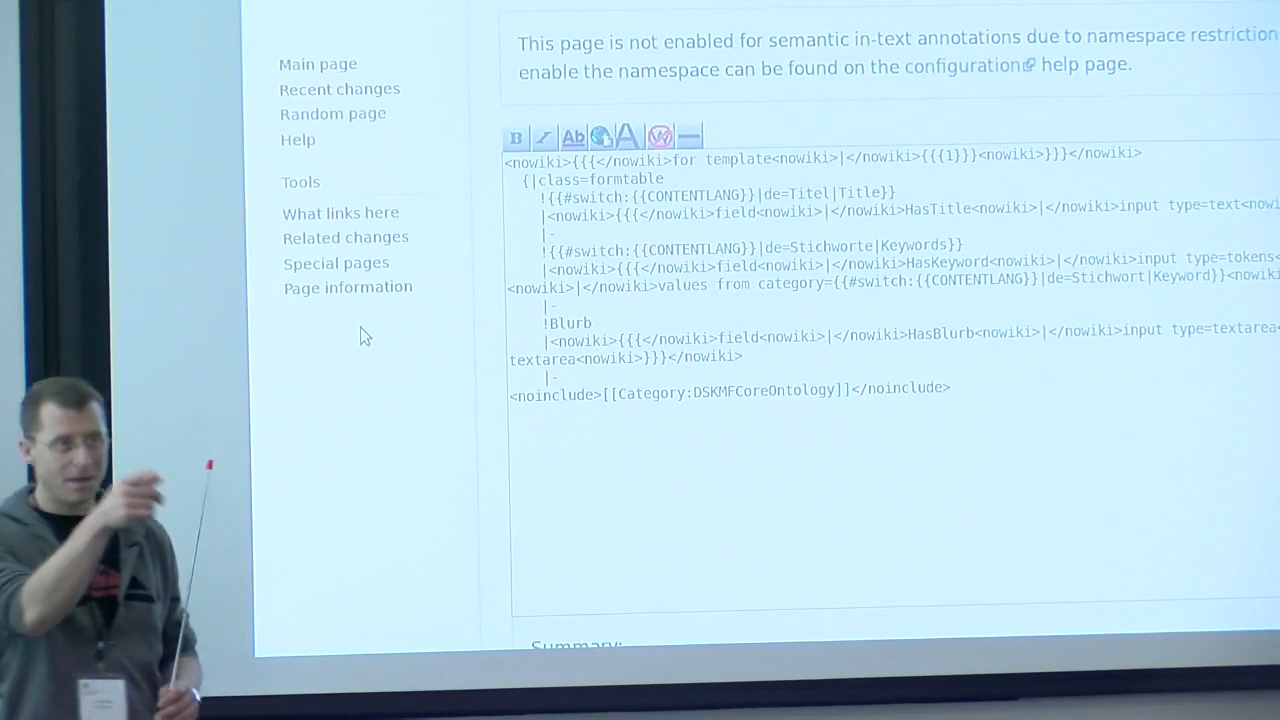 This page is not enabled for semantic in-text annotations due to namespace restriction
enable the namespace can be found on the configuration help page.
Main page
Recent changes
Random page
Help
Tools
What links here
Related changes
Special pages
Page information
B I Ab A W
<nowiki>{{{</nowiki>for template<nowiki>|</nowiki>{{{1}}}<nowiki>}}}</nowiki>
{|class=formtable
!{{#switch:{{CONTENTLANG}}|de=Titel|Title}}
|<nowiki>{{{</nowiki>field<nowiki>|</nowiki>HasTitle<nowiki>|</nowiki>input type=text<nowi
|-
!{{#switch:{{CONTENTLANG}}|de=Stichworte|Keywords}}
|<nowiki>{{{</nowiki>field<nowiki>|</nowiki>HasKeyword<nowiki>|</nowiki>input type=tokens<
<nowiki>|</nowiki>values from category={{#switch:{{CONTENTLANG}}|de=Stichwort|Keyword}}<nowiki
|-
!Blurb
|<nowiki>{{{</nowiki>field<nowiki>|</nowiki>HasBlurb<nowiki>|</nowiki>input type=textarea<
textarea<nowiki>}}}</nowiki>
|-
<noinclude>[[Category:DSKMFCoreOntology]]</noinclude>
Summary: